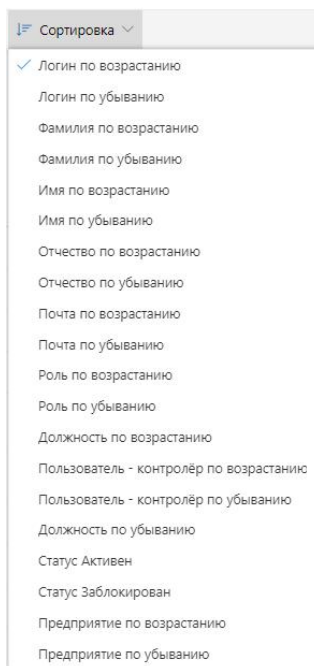 Сортировка
Логин по возрастанию
Логин по убыванию
Фамилия по возрастанию
Фамилия по убыванию
Имя по возрастанию
Имя по убыванию
Отчество по возрастанию
Отчество по убыванию
Почта по возрастанию
Почта по убыванию
Роль по возрастанию
Роль по убыванию
Должность по возрастанию
Пользователь - контролёр по возрастанию
Пользователь - контролёр по убыванию
Должность по убыванию
Статус Активен
Статус Заблокирован
Предприятие по возрастанию
Предприятие по убыванию